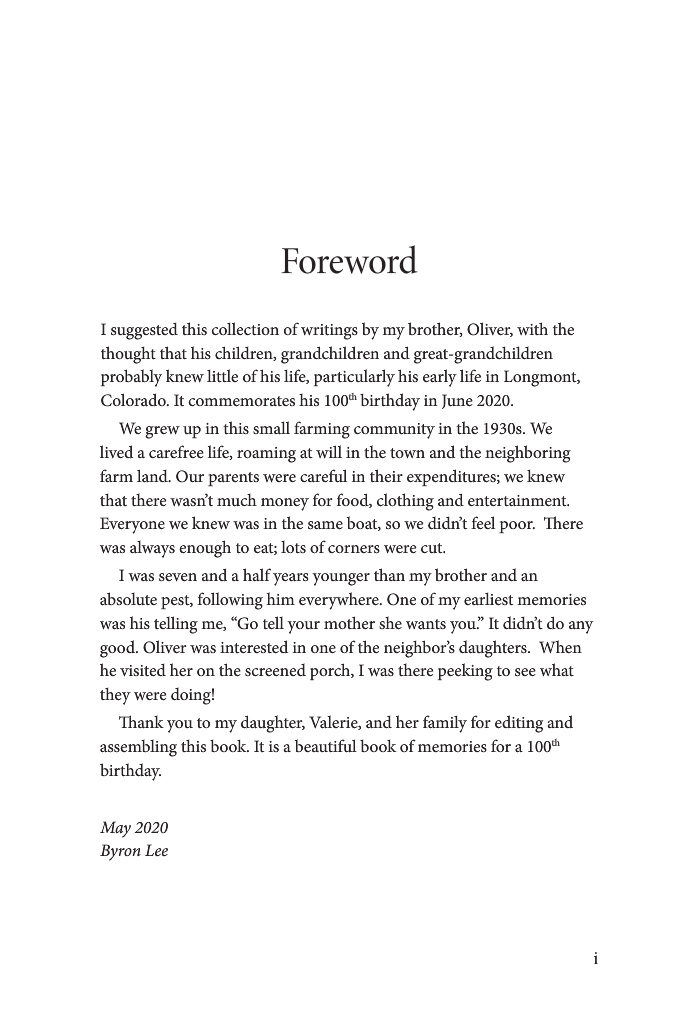 Foreword
I suggested this collection of writings by my brother, Oliver, with the
thought that his children, grandchildren and great-grandchildren
probably knew little of his life, particularly his early life in Longmont,
Colorado. It commemorates his 100th birthday in June 2020.
We grew up in this small farming community in the 1930s. We
lived a carefree life, roaming at will in the town and the neighboring
farm land. Our parents were careful in their expenditures; we knew
that there wasn’t much money for food, clothing and entertainment.
Everyone we knew was in the same boat, so we didn’t feel poor.  There
was always enough to eat; lots of corners were cut.
I was seven and a half years younger than my brother and an
absolute pest, following him everywhere. One of my earliest memories
was his telling me, “Go tell your mother she wants you.” It didn’t do any
good. Oliver was interested in one of the neighbor’s daughters.  When
he visited her on the screened porch, I was there peeking to see what
they were doing!
Thank you to my daughter, Valerie, and her family for editing and
assembling this book. It is a beautiful book of memories for a 100th
birthday.
May 2020
Byron Lee
i